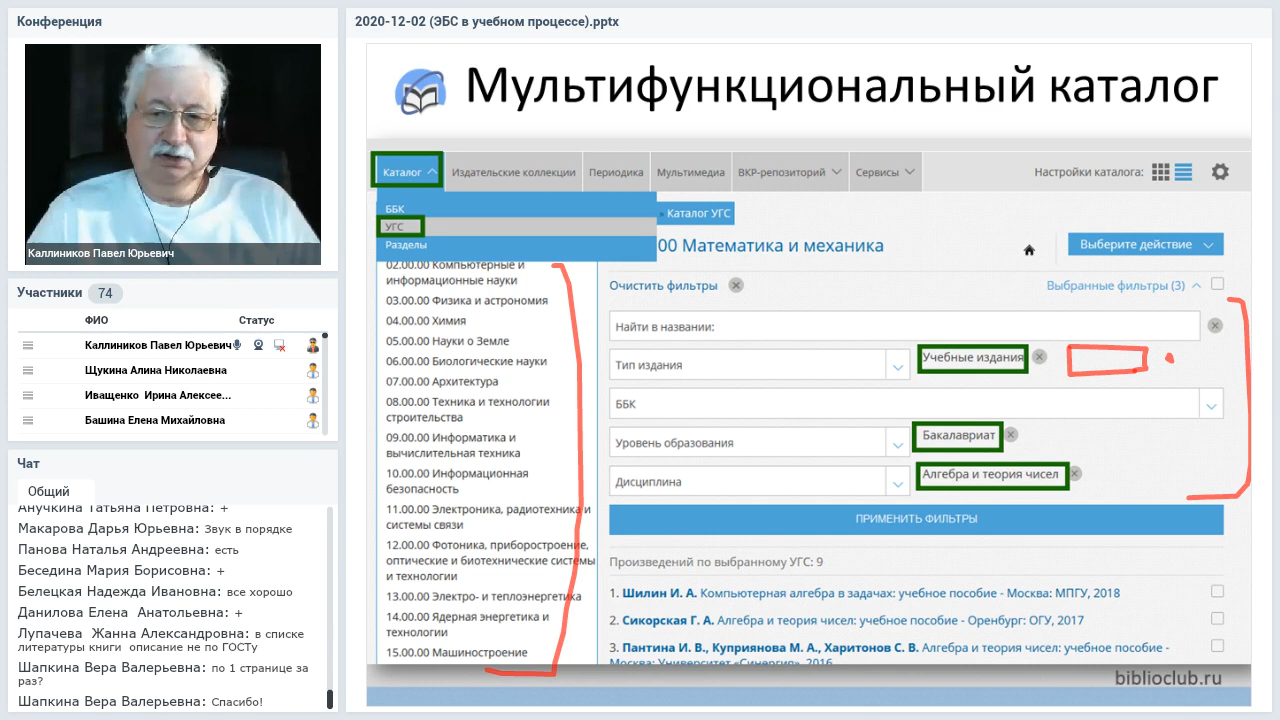 Конференция
Каллиников Павел Юрьевич
Участники 74
ФИО Статус
Каллиников Павел Юрьевич
Щукина Алина Николаевна
Иващенко Ирина Алексее...
Башина Елена Михайловна
Чат
Общий
Анучкина Татьяна Петровна: +
Макарова Дарья Юрьевна: Звук в порядке
Панова Наталья Андреевна: есть
Беседина Мария Борисовна: +
Белецкая Надежда Ивановна: все хорошо
Данилова Елена Анатольевна: +
Лупачева Жанна Александровна: в списке
литературы книги описание не по ГОСТу
Шапкина Вера Валерьевна: по 1 странице за
раз?
Шапкина Вера Валерьевна: Спасибо!
2020-12-02 (ЭБС в учебном процессе).pptx
Мультифункциональный каталог
Каталог Издательские коллекции Периодика Мультимедиа ВКР-репозиторий Сервисы Настройки каталога:
ББК
УГС
Разделы
» Каталог УГС
00 Математика и механика
Выберите действие
02.00.00 Компьютерные и
информационные науки
03.00.00 Физика и астрономия
04.00.00 Химия
05.00.00 Науки о Земле
06.00.00 Биологические науки
07.00.00 Архитектура
08.00.00 Техника и технологии
строительства
09.00.00 Информатика и
вычислительная техника
10.00.00 Информационная
безопасность
11.00.00 Электроника, радиотехника и
системы связи
12.00.00 Фотоника, приборостроение,
оптические и биотехнические системы
и технологии
13.00.00 Электро- и теплоэнергетика
14.00.00 Ядерная энергетика и
технологии
15.00.00 Машиностроение
Очистить фильтры Выбранные фильтры (3)
Найти в названии:
Тип издания Учебные издания
ББК
Уровень образования Бакалавриат
Дисциплина Алгебра и теория чисел
ПРИМЕНИТЬ ФИЛЬТРЫ
Произведений по выбранному УГС: 9
1. Шилин И. А. Компьютерная алгебра в задачах: учебное пособие - Москва: МПГУ, 2018
2. Сикорская Г. А. Алгебра и теория чисел: учебное пособие - Оренбург: ОГУ, 2017
3. Пантина И. В., Куприянова М. А., Харитонов С. В. Алгебра и теория чисел: учебное пособие -
Москва: Университет «Синергия», 2016
biblioclub.ru